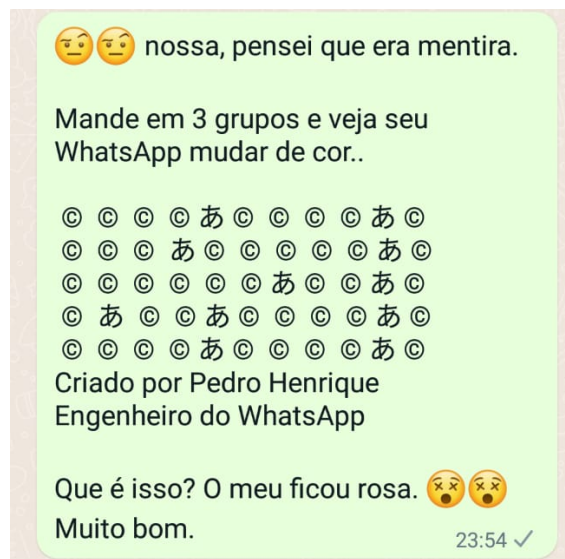 🤨🤨 nossa, pensei que era mentira.
Mande em 3 grupos e veja seu
WhatsApp mudar de cor..
© © © © あ © © © © あ ©
© © © あ © © © © © あ ©
© © © © © © あ © © あ ©
© あ © © あ © © © © あ ©
© © © © あ © © © © あ ©
Criado por Pedro Henrique
Engenheiro do WhatsApp
Que é isso? O meu ficou rosa. 😵😵
Muito bom.
23:54 ✓